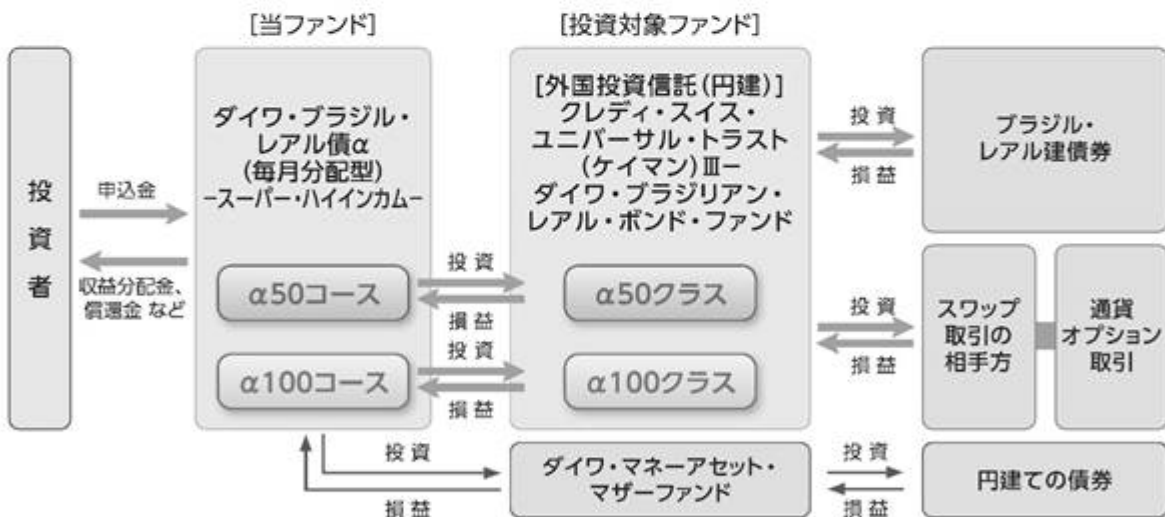 [当ファンド]
[投資対象ファンド]
投資者
申込金
収益分配金、
償還金 など
ダイワ・ブラジル・
レアル債α
(毎月分配型)
-スーパー・ハイインカム-
α50コース
α100コース
投 資
損 益
投 資
損 益
[外国投資信託(円建)]
クレディ・スイス・
ユニバーサル・トラスト
(ケイマン)Ⅲ-
ダイワ・ブラジリアン・
レアル・ボンド・ファンド
α50クラス
α100クラス
投 資
損 益
ブラジル・
レアル建債券
投 資
損 益
スワップ
取引の
相手方
通貨
オプション
取引
投 資
損 益
ダイワ・マネーアセット・
マザーファンド
投 資
損 益
円建ての債券